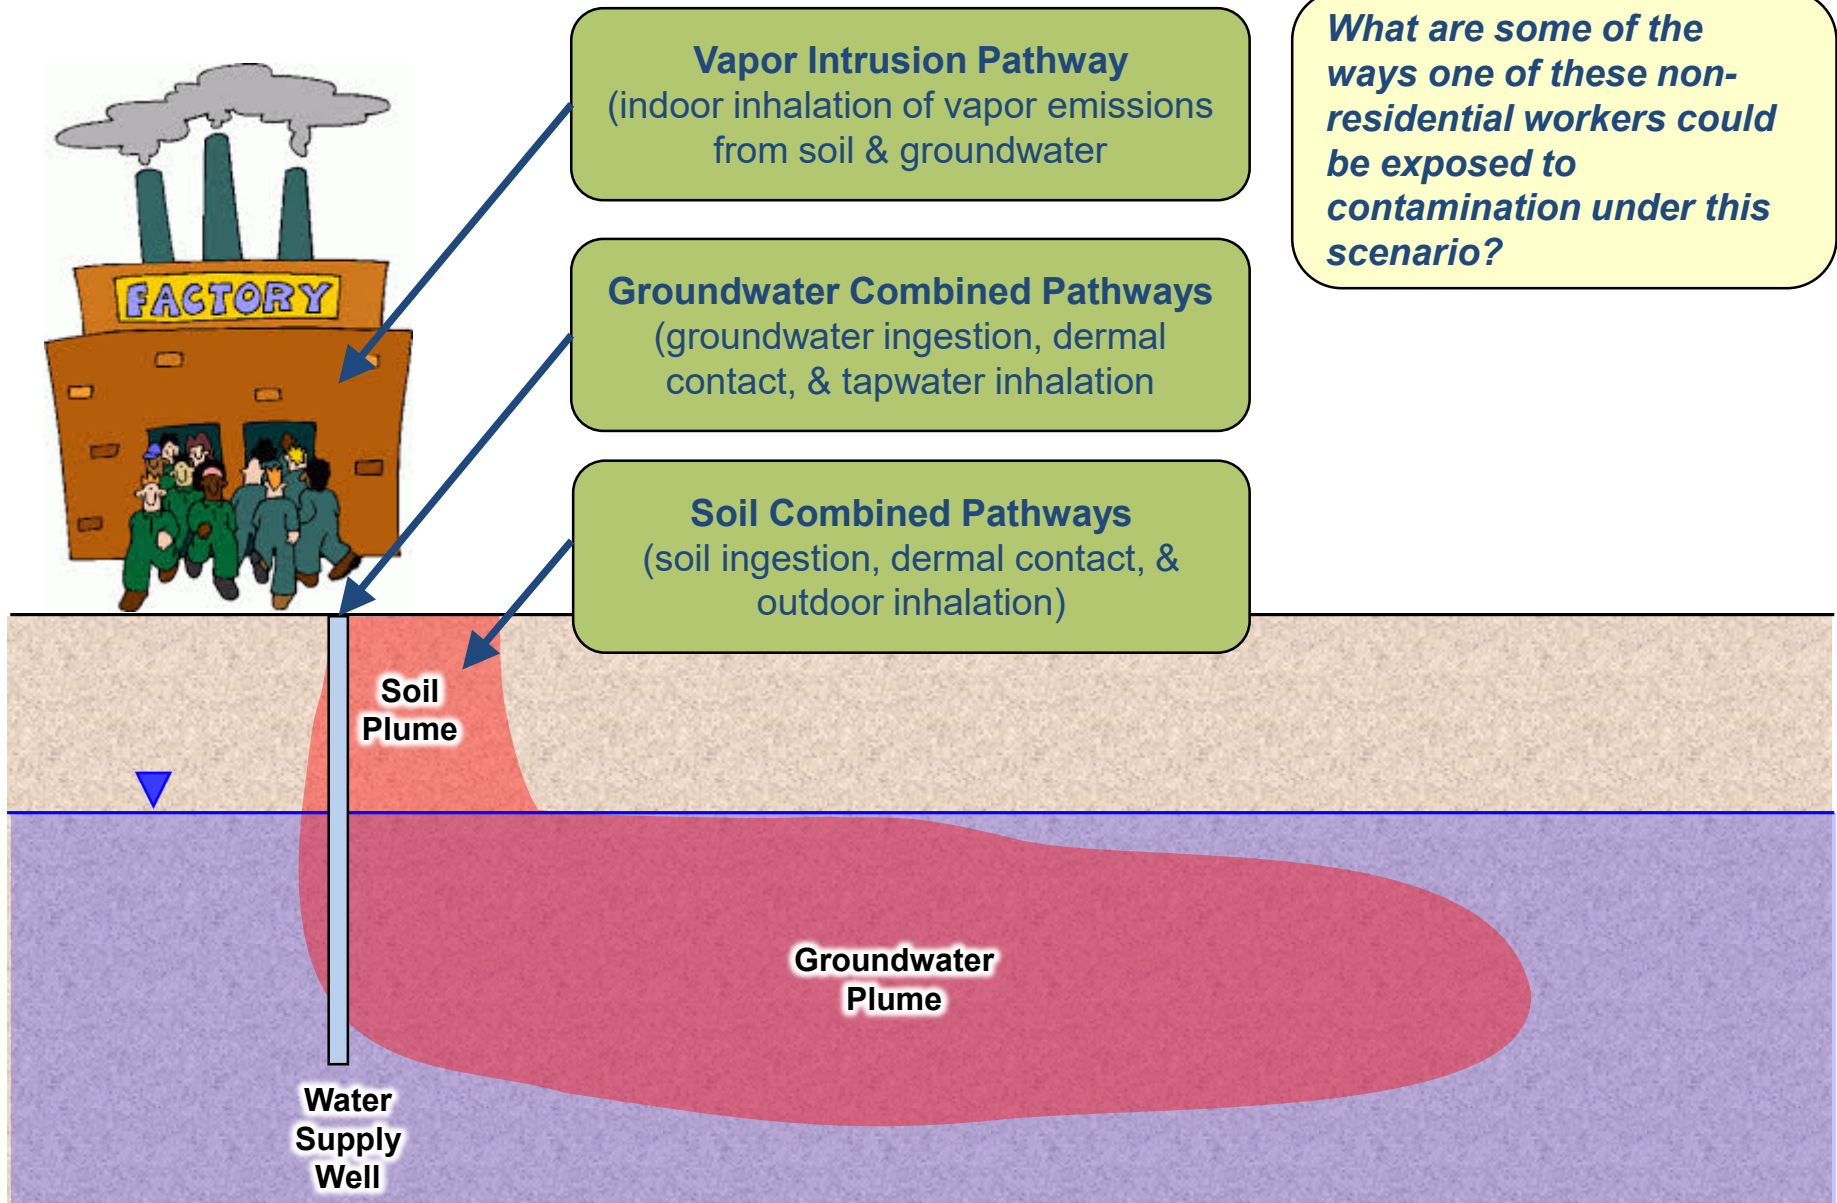 Vapor Intrusion Pathway
(indoor inhalation of vapor emissions
from soil & groundwater
What are some of the
ways one of these non-
residential workers could
be exposed to
contamination under this
scenario?
Groundwater Combined Pathways
(groundwater ingestion, dermal
contact, & tapwater inhalation
FACTORY
Soil Combined Pathways
(soil ingestion, dermal contact, &
outdoor inhalation)
Soil
Plume
Groundwater
Plume
Water
Supply
Well